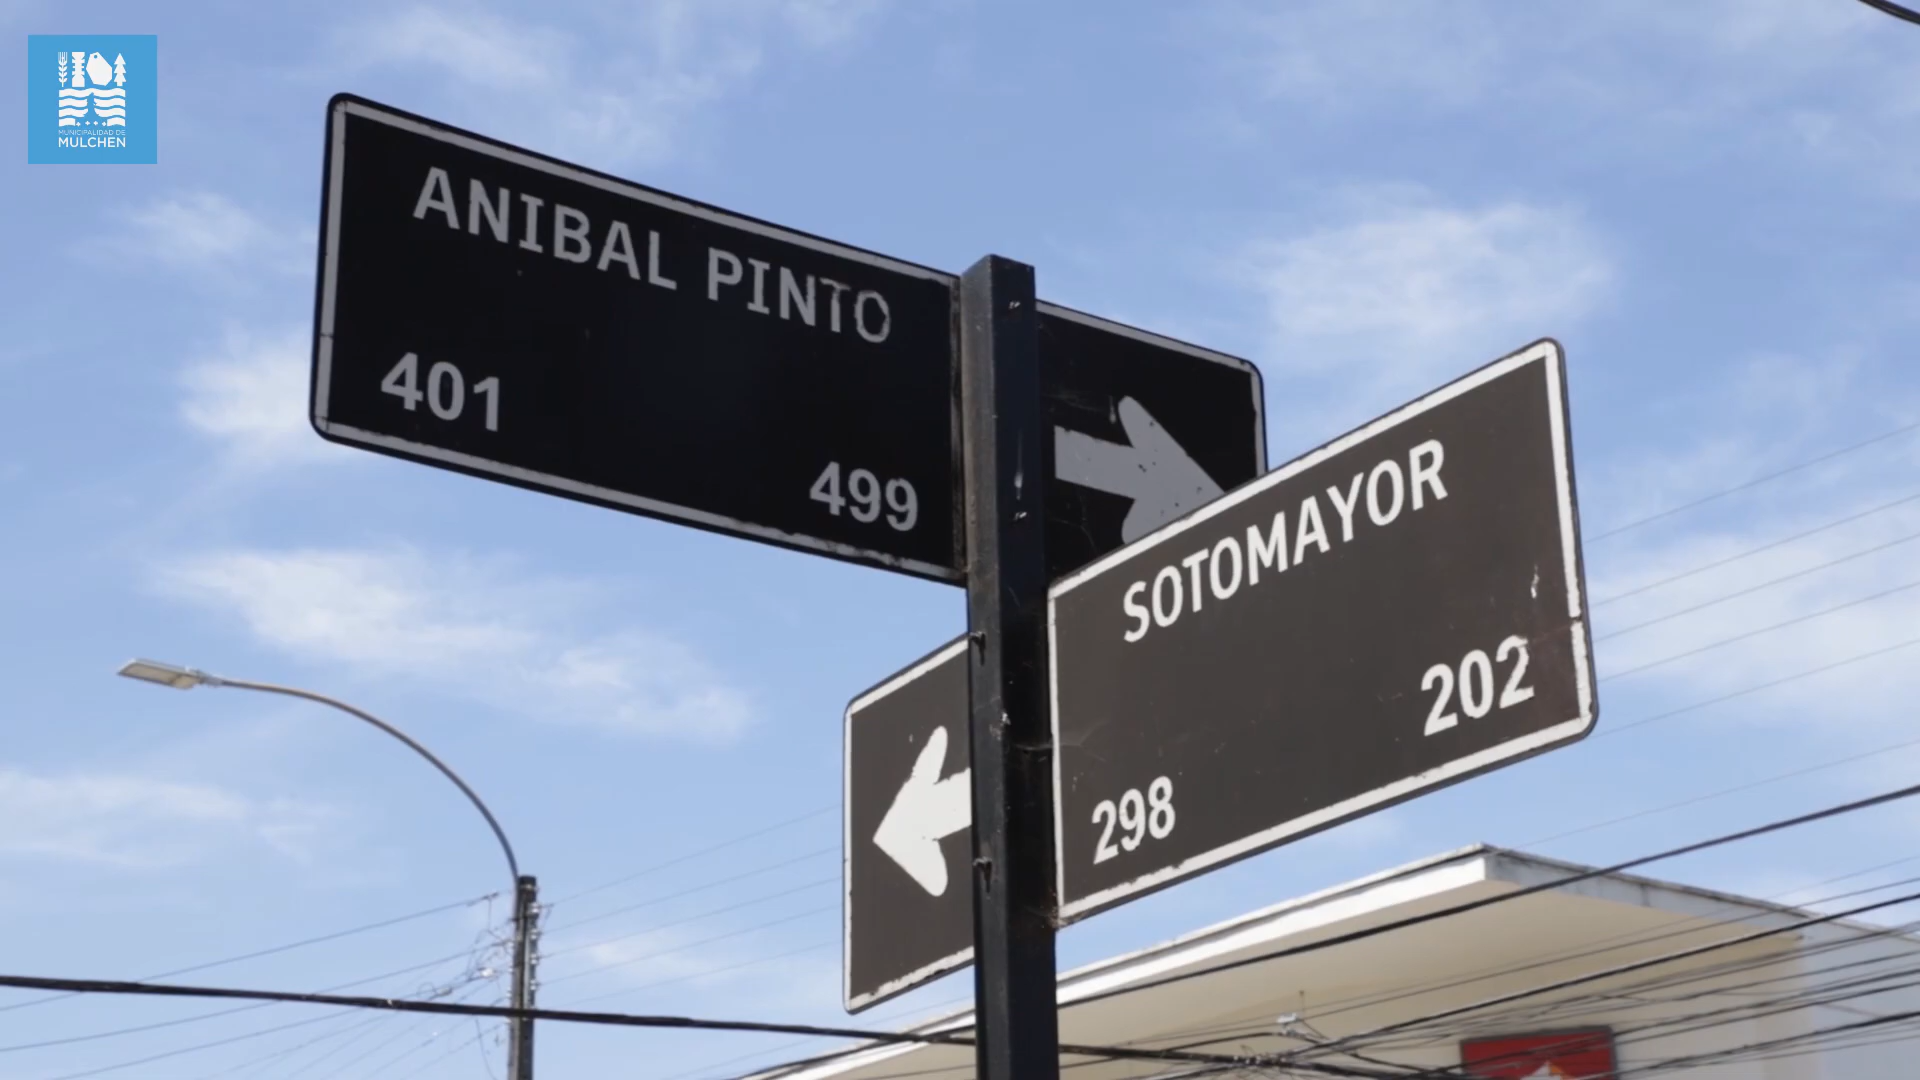 MUNICIPALIDAD DE
MULCHEN
ANIBAL PINTO
401
499
SOTOMAYOR
202
298